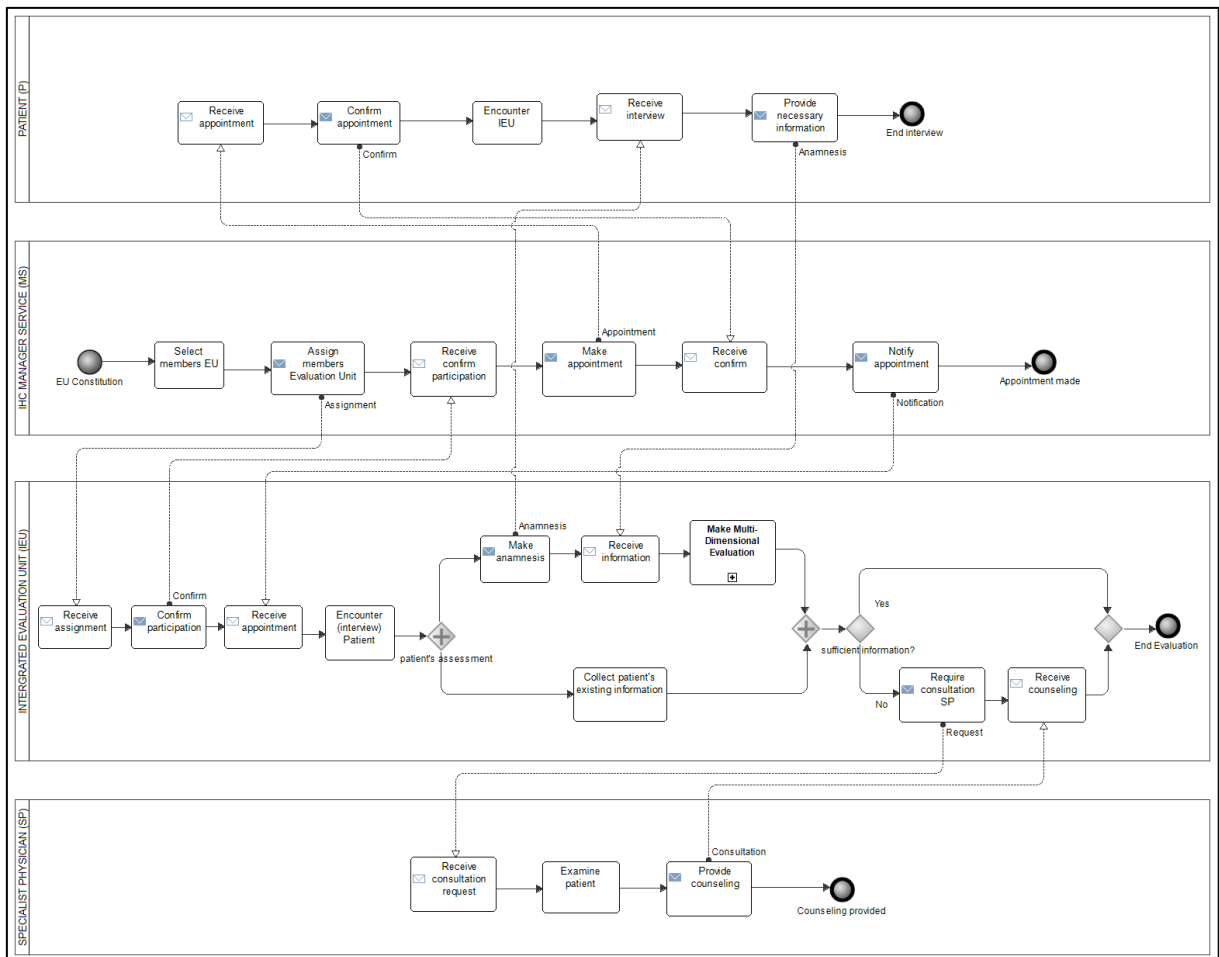 PATIENT (P)
Receive
appointment
Confirm
appointment
Encounter
IEU
Receive
interview
Provide
necessary
information
End interview
Confirm
Anamnesis
IHC MANAGER SERVICE (MS)
EU Constitution
Select
members EU
Assign
members
Evaluation Unit
Assignment
Receive
confirm
participation
Appointment
Make
appointment
Receive
confirm
Notify
appointment
Notification
Appointment made
INTERGRATED EVALUATION UNIT (IEU)
Receive
assignment
Confirm
Confirm
participation
Receive
appointment
Encounter
(interview)
Patient
patient's assessment
Anamnesis
Make
anamnesis
Receive
information
Make Multi-
Dimensional
Evaluation
Collect patient's
existing information
sufficient information?
Yes
No
Require
consultation
SP
Request
Receive
counseling
End Evaluation
SPECIALIST PHYSICIAN (SP)
Receive
consultation
request
Examine
patient
Consultation
Provide
counseling
Counseling provided